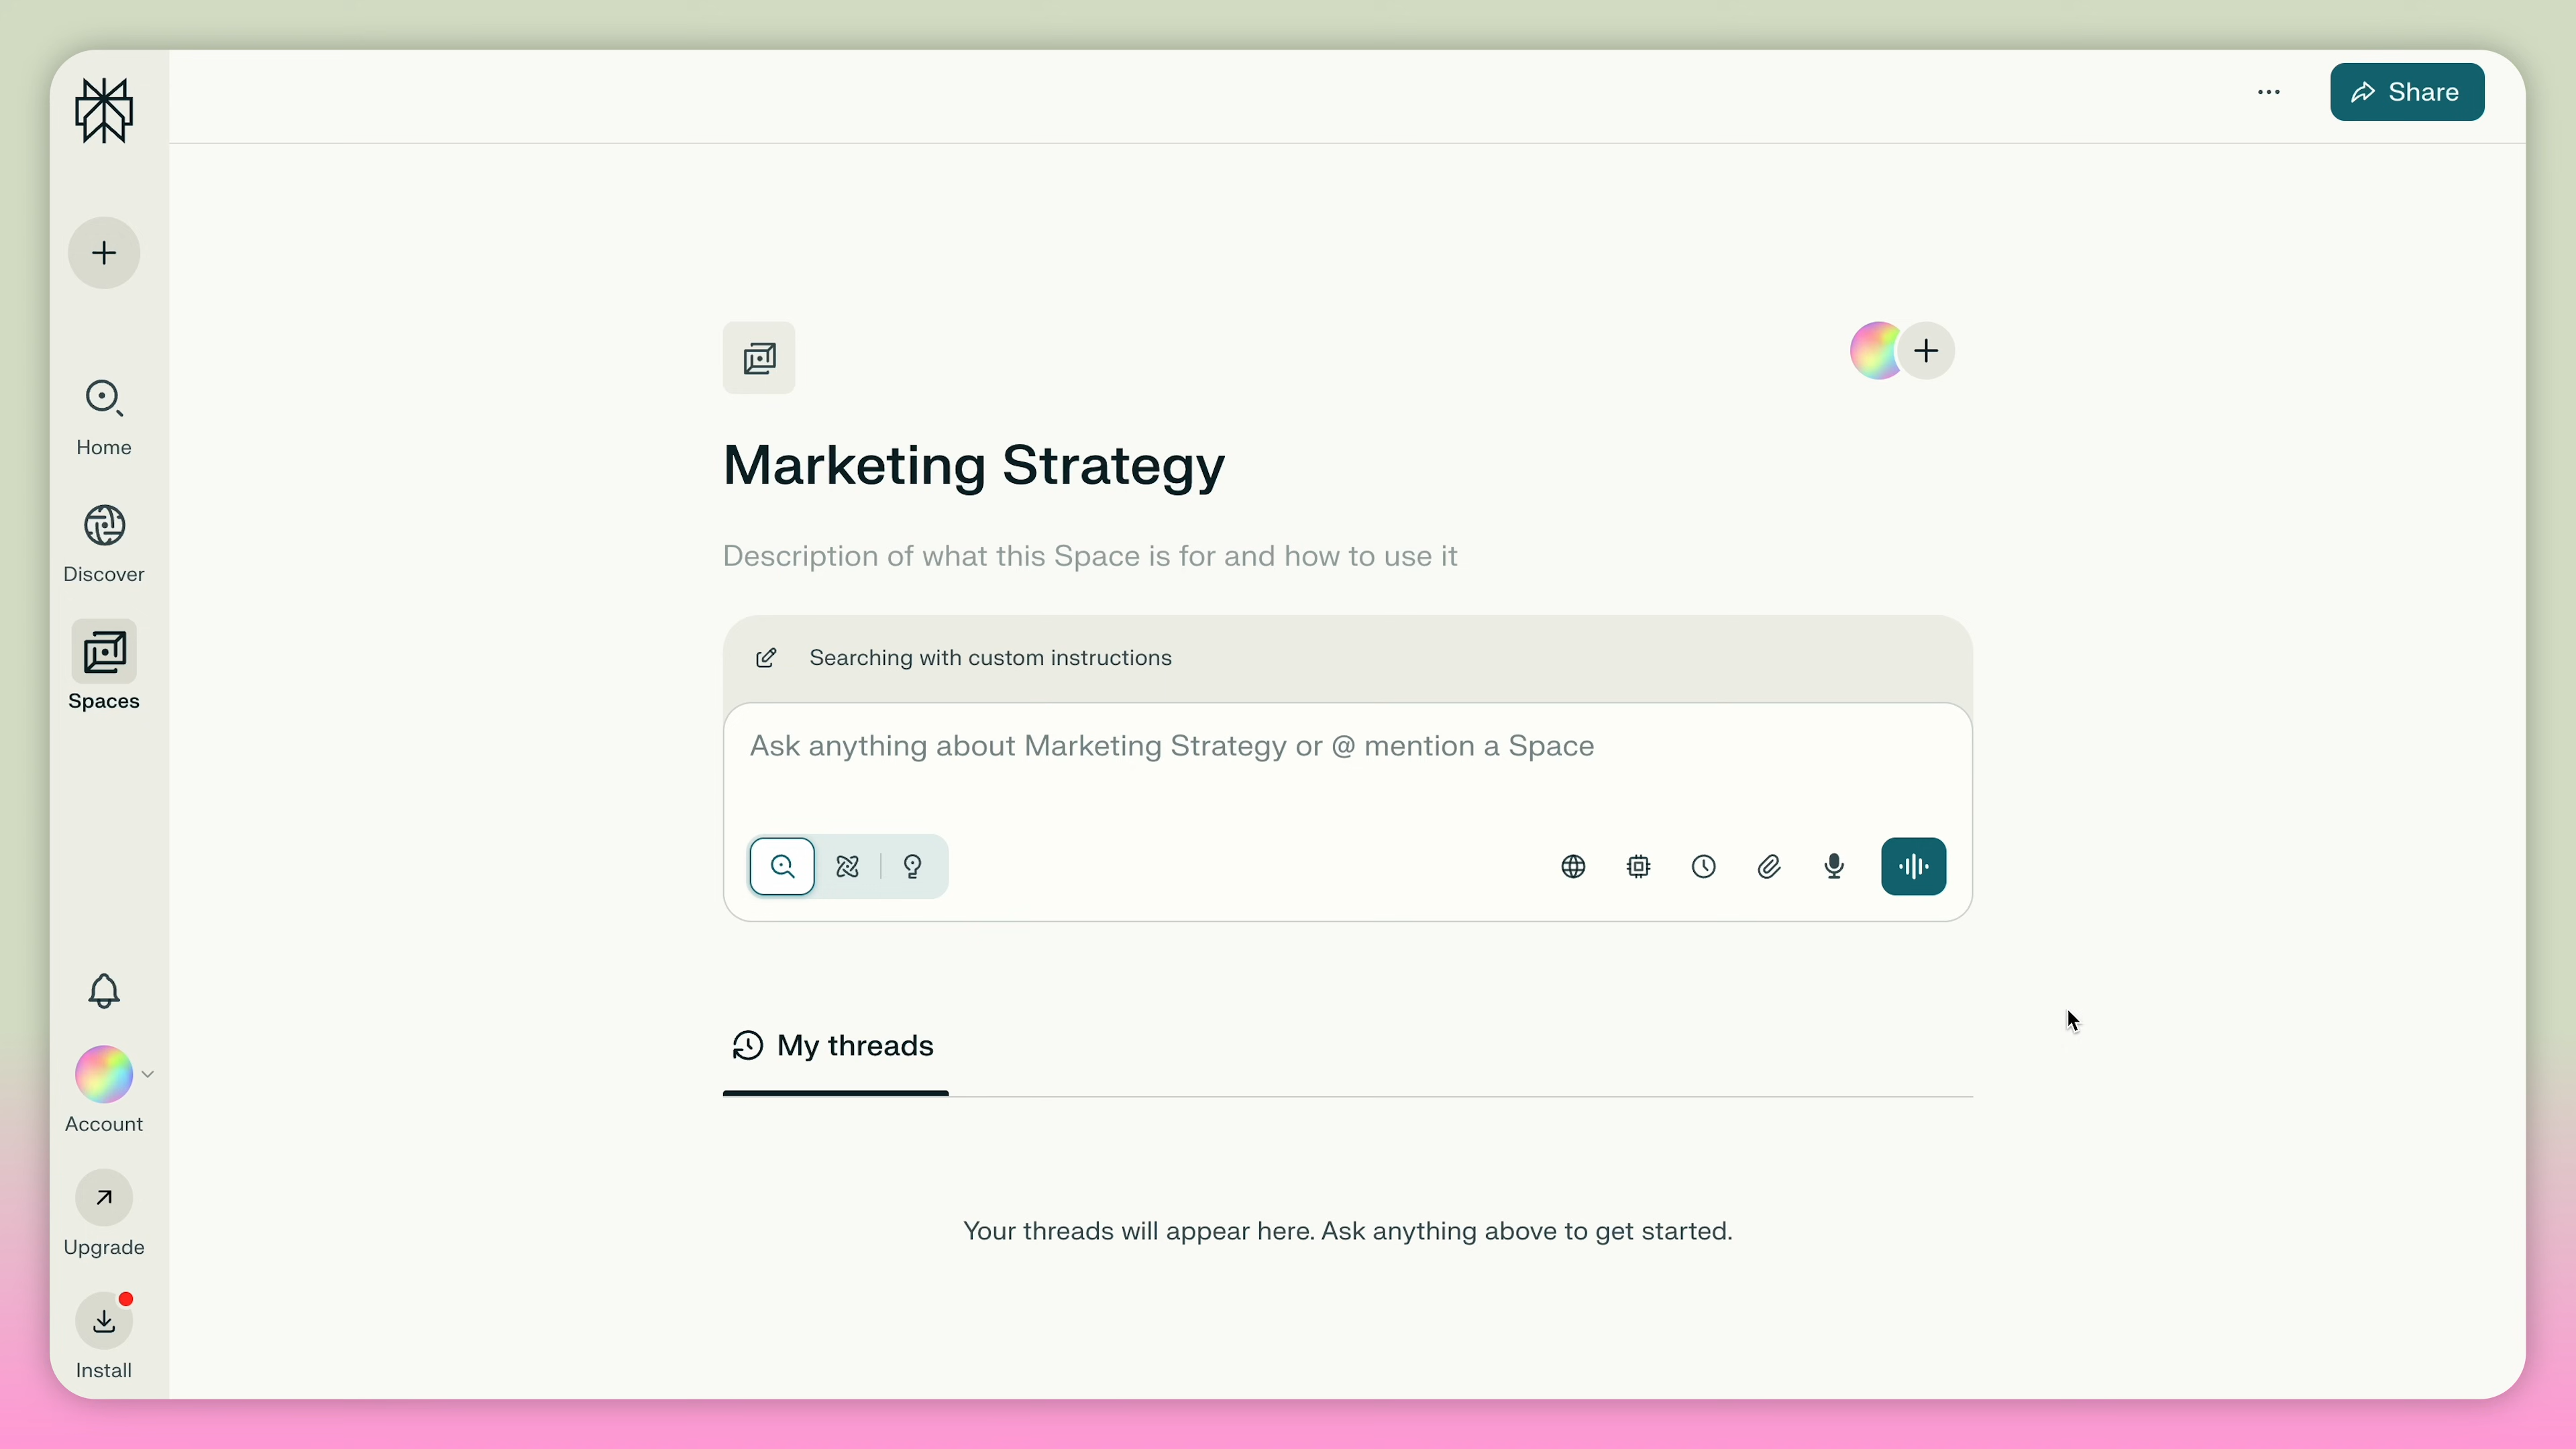 Share
Home
Discover
Spaces
Marketing Strategy
Description of what this Space is for and how to use it
Searching with custom instructions
Ask anything about Marketing Strategy or @ mention a Space
My threads
Your threads will appear here. Ask anything above to get started.
Account
Upgrade
Install